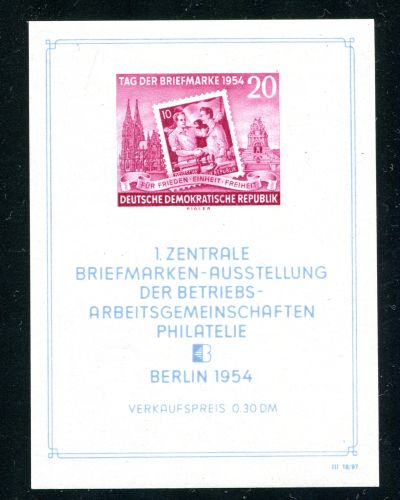 TAG DER BRIEFMARKE 1954 20
10
FÜR FRIEDEN · EINHEIT · FREIHEIT
DEUTSCHE DEMOKRATISCHE REPUBLIK
EIGLER
1. ZENTRALE
BRIEFMARKEN-AUSSTELLUNG
DER BETRIEBS-
ARBEITSGEMEINSCHAFTEN
PHILATELIE
B
BERLIN 1954
VERKAUFSPREIS 0.30 DM
III 18/97